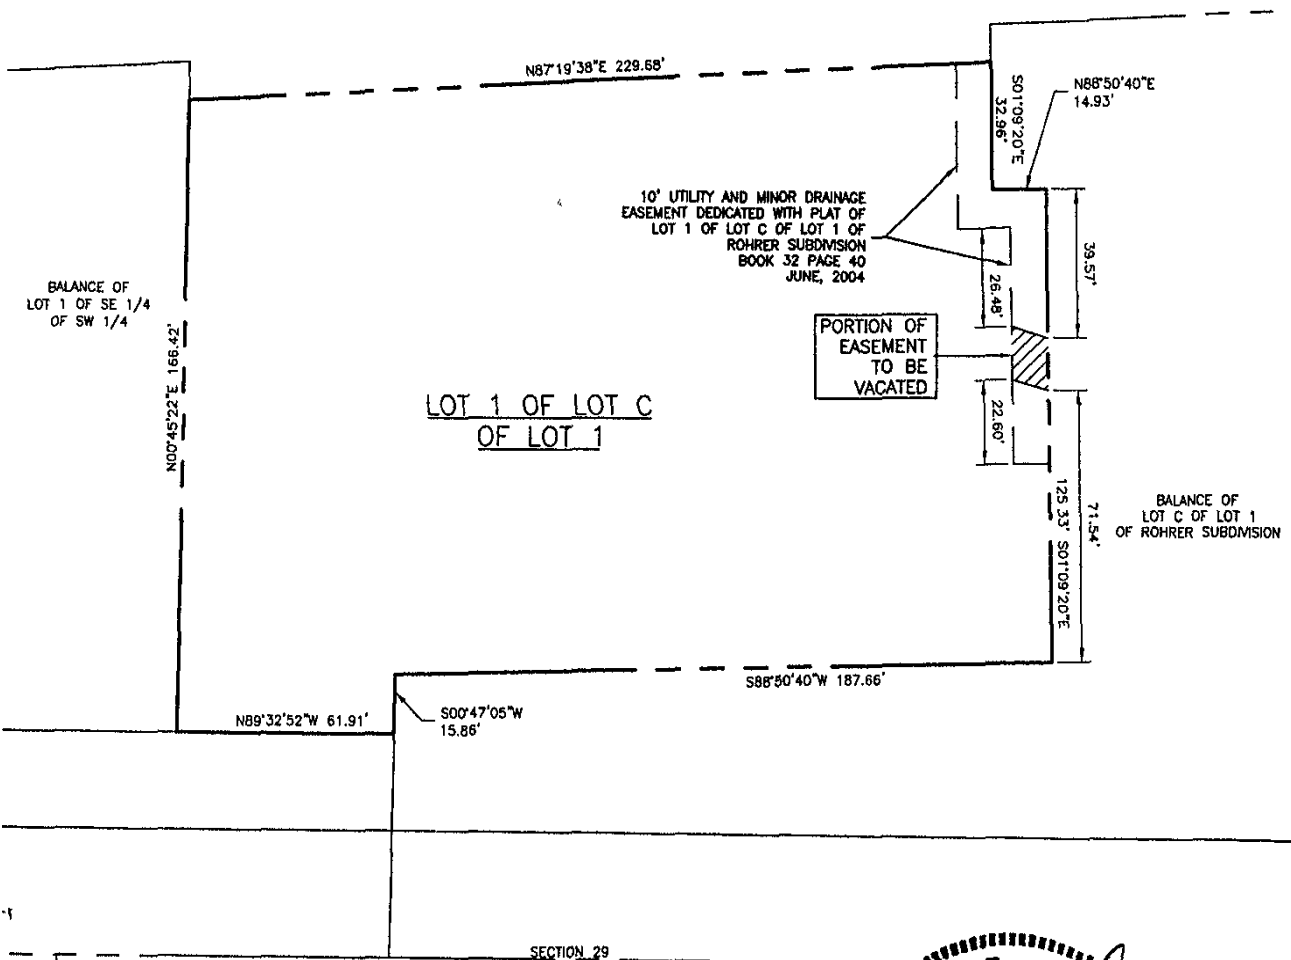 N87°19'38"E 229.68'
S01°09'20"E
32.96'
N88°50'40"E
14.93'
10' UTILITY AND MINOR DRAINAGE
EASEMENT DEDICATED WITH PLAT OF
LOT 1 OF LOT C OF LOT 1 OF
ROHRER SUBDIVISION
BOOK 32 PAGE 40
JUNE, 2004
39.57'
26.48'
BALANCE OF
LOT 1 OF SE 1/4
OF SW 1/4
N00°45'22"E 166.42'
PORTION OF
EASEMENT
TO BE
VACATED
LOT 1 OF LOT C
OF LOT 1
22.60'
125.33' S01°09'20"E
71.54'
BALANCE OF
LOT C OF LOT 1
OF ROHRER SUBDIVISION
S88°50'40"W 187.66'
N89°32'52"W 61.91'
S00°47'05"W
15.86'
SECTION 29